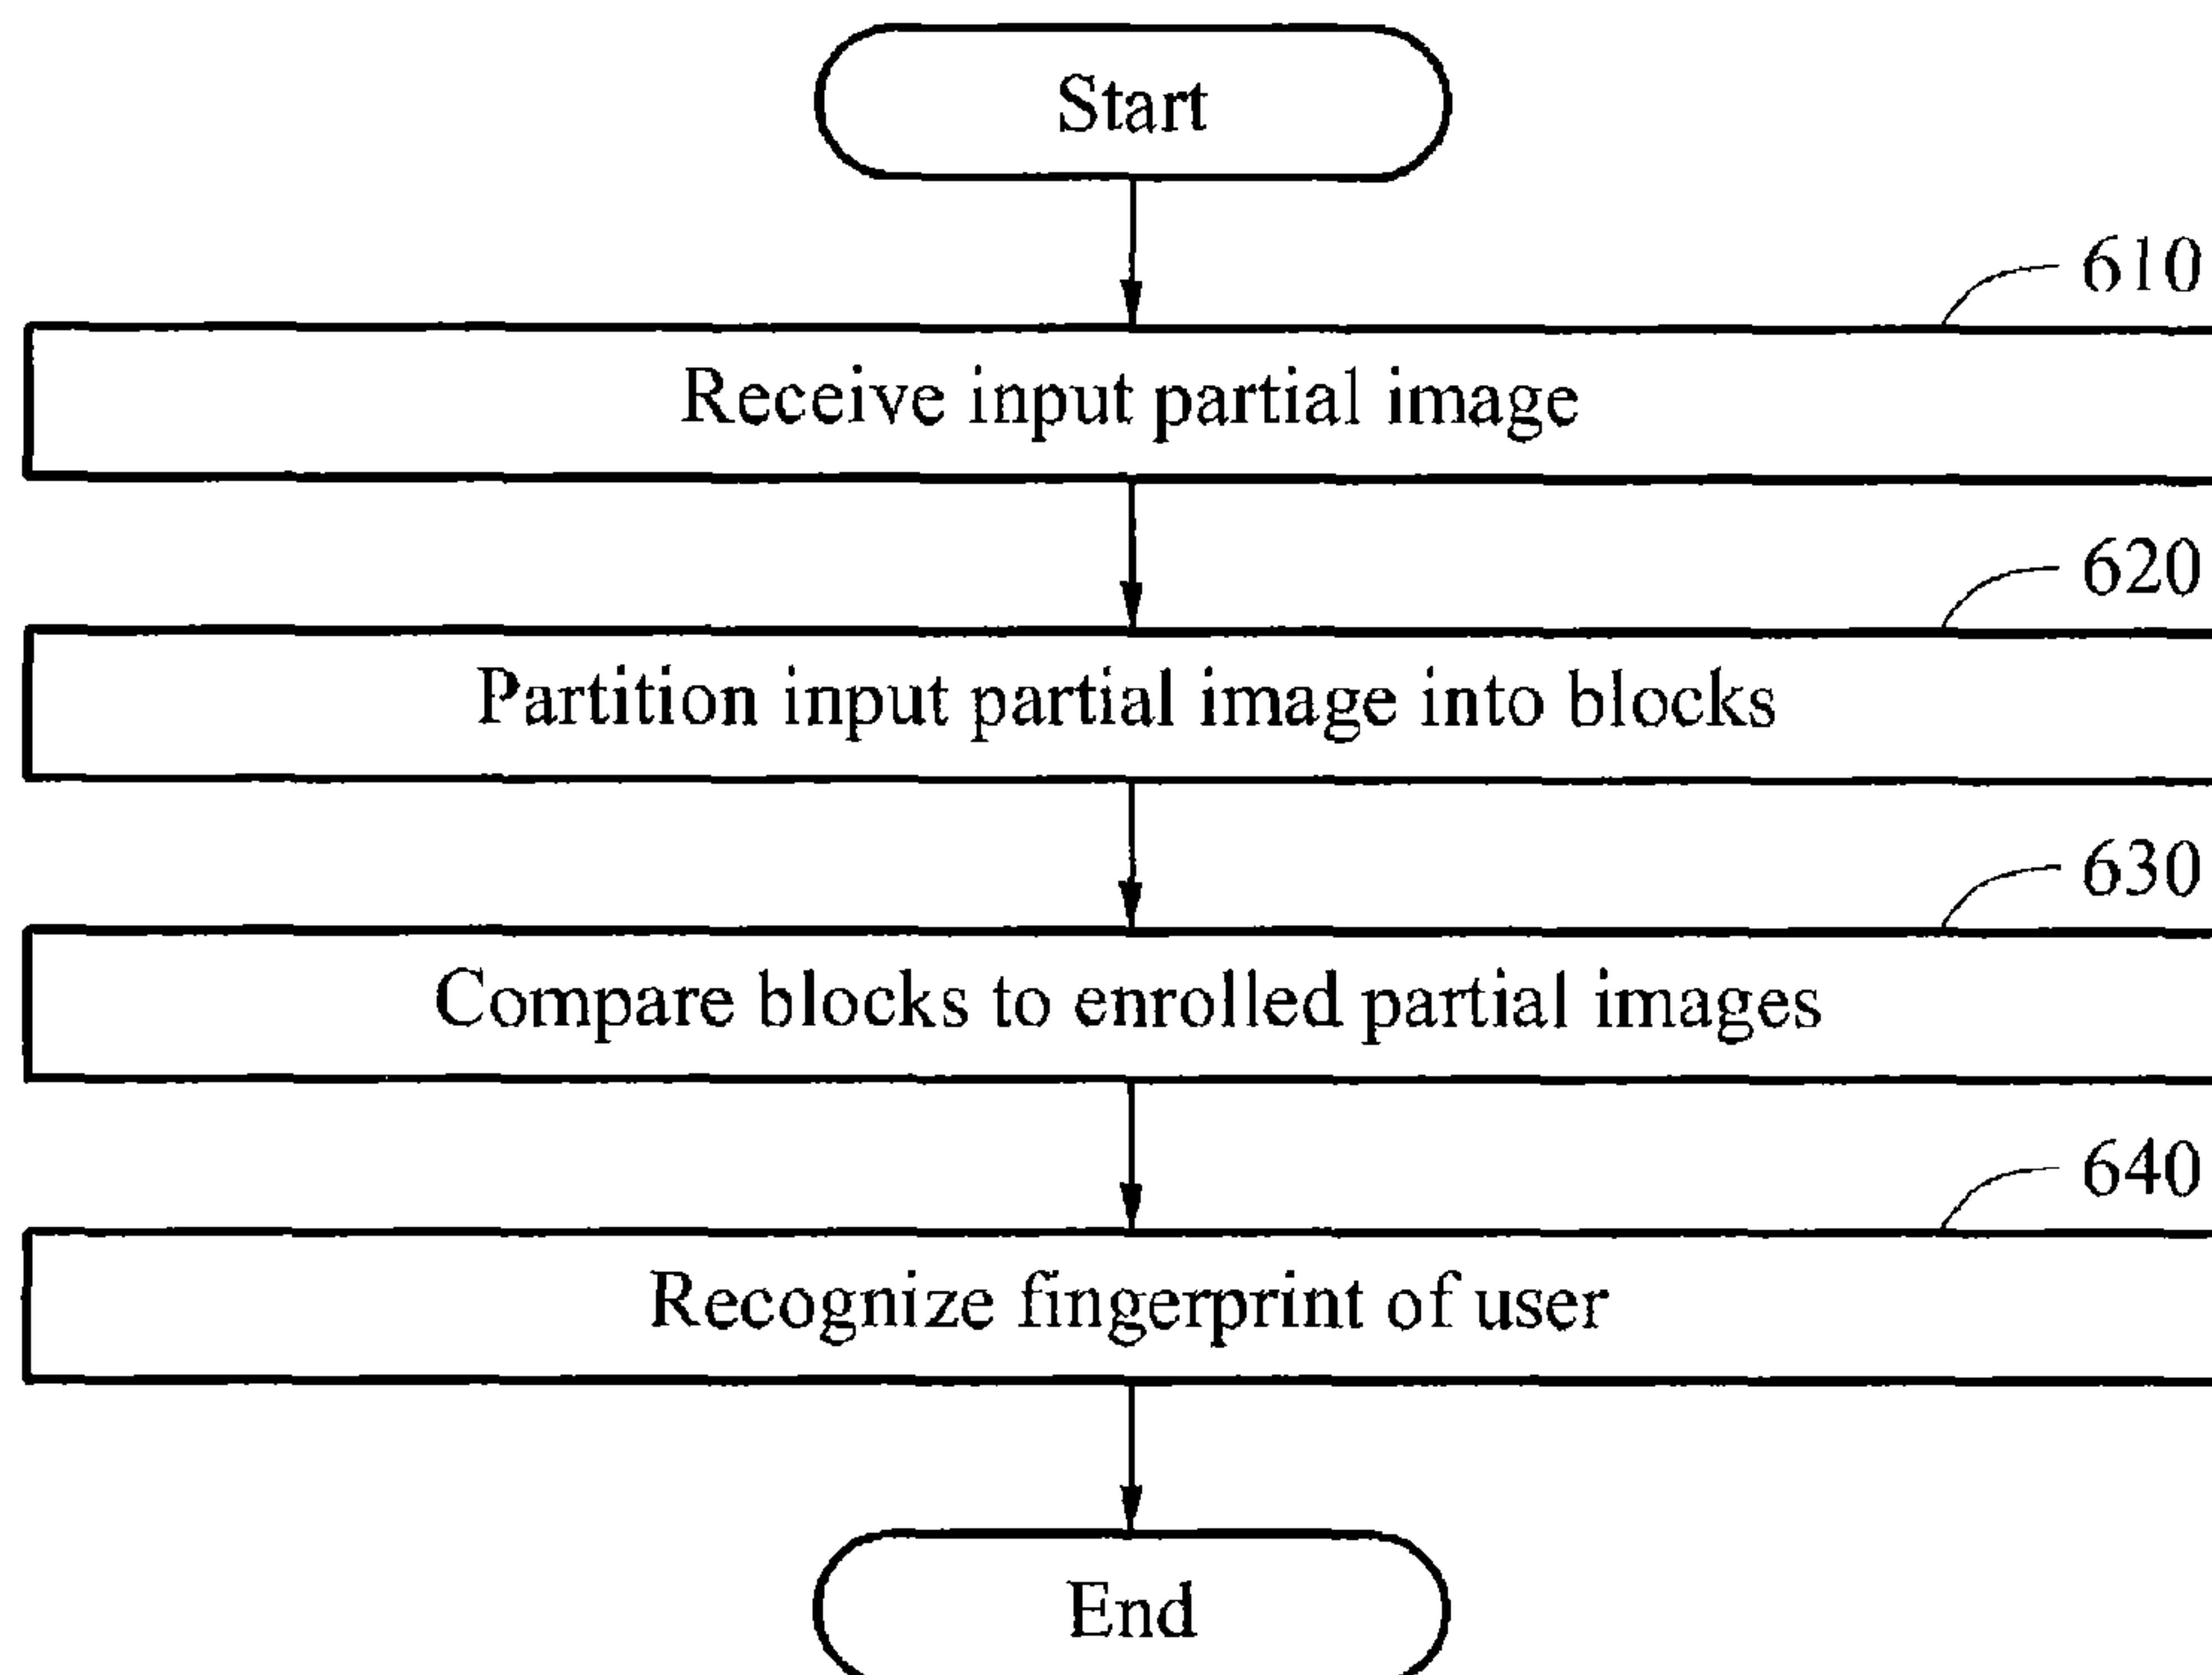 Start
610
Receive input partial image
620
Partition input partial image into blocks
630
Compare blocks to enrolled partial images
640
Recognize fingerprint of user
End